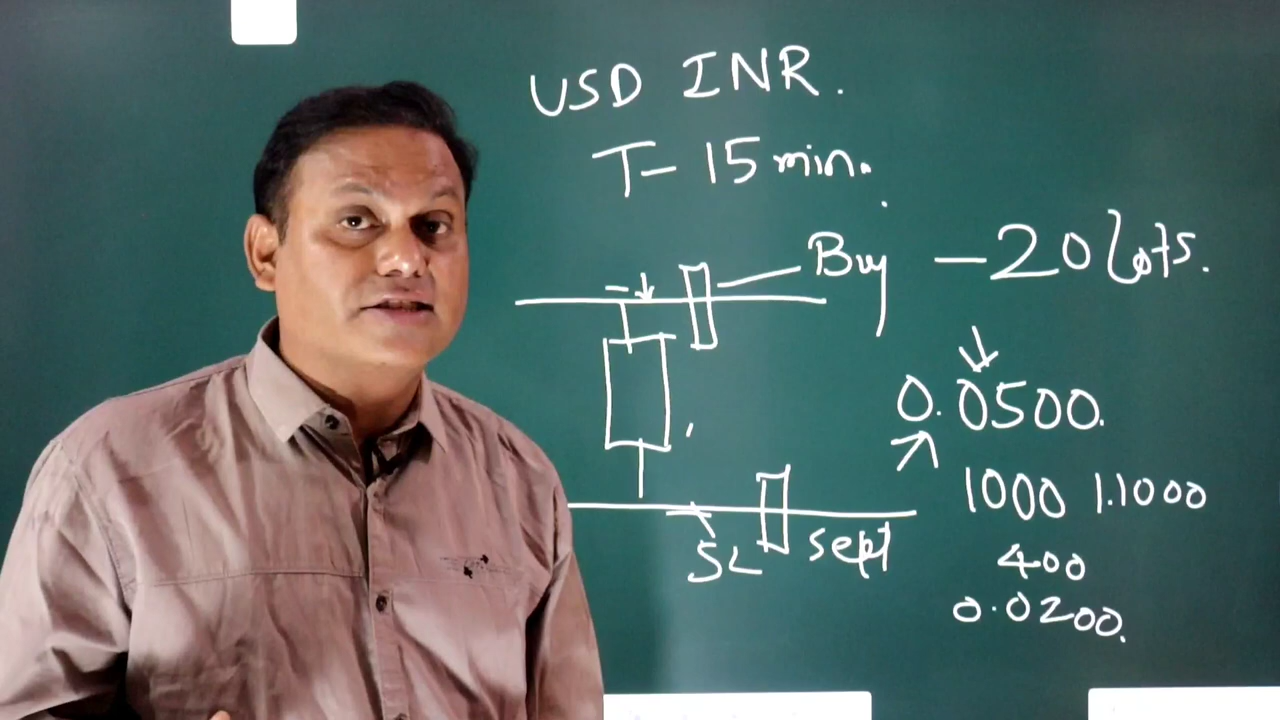 USD INR.
T- 15 min.
Buy - 20 Lots.
0.0500.
1000 1.1000
SL sept
400
0.0200.